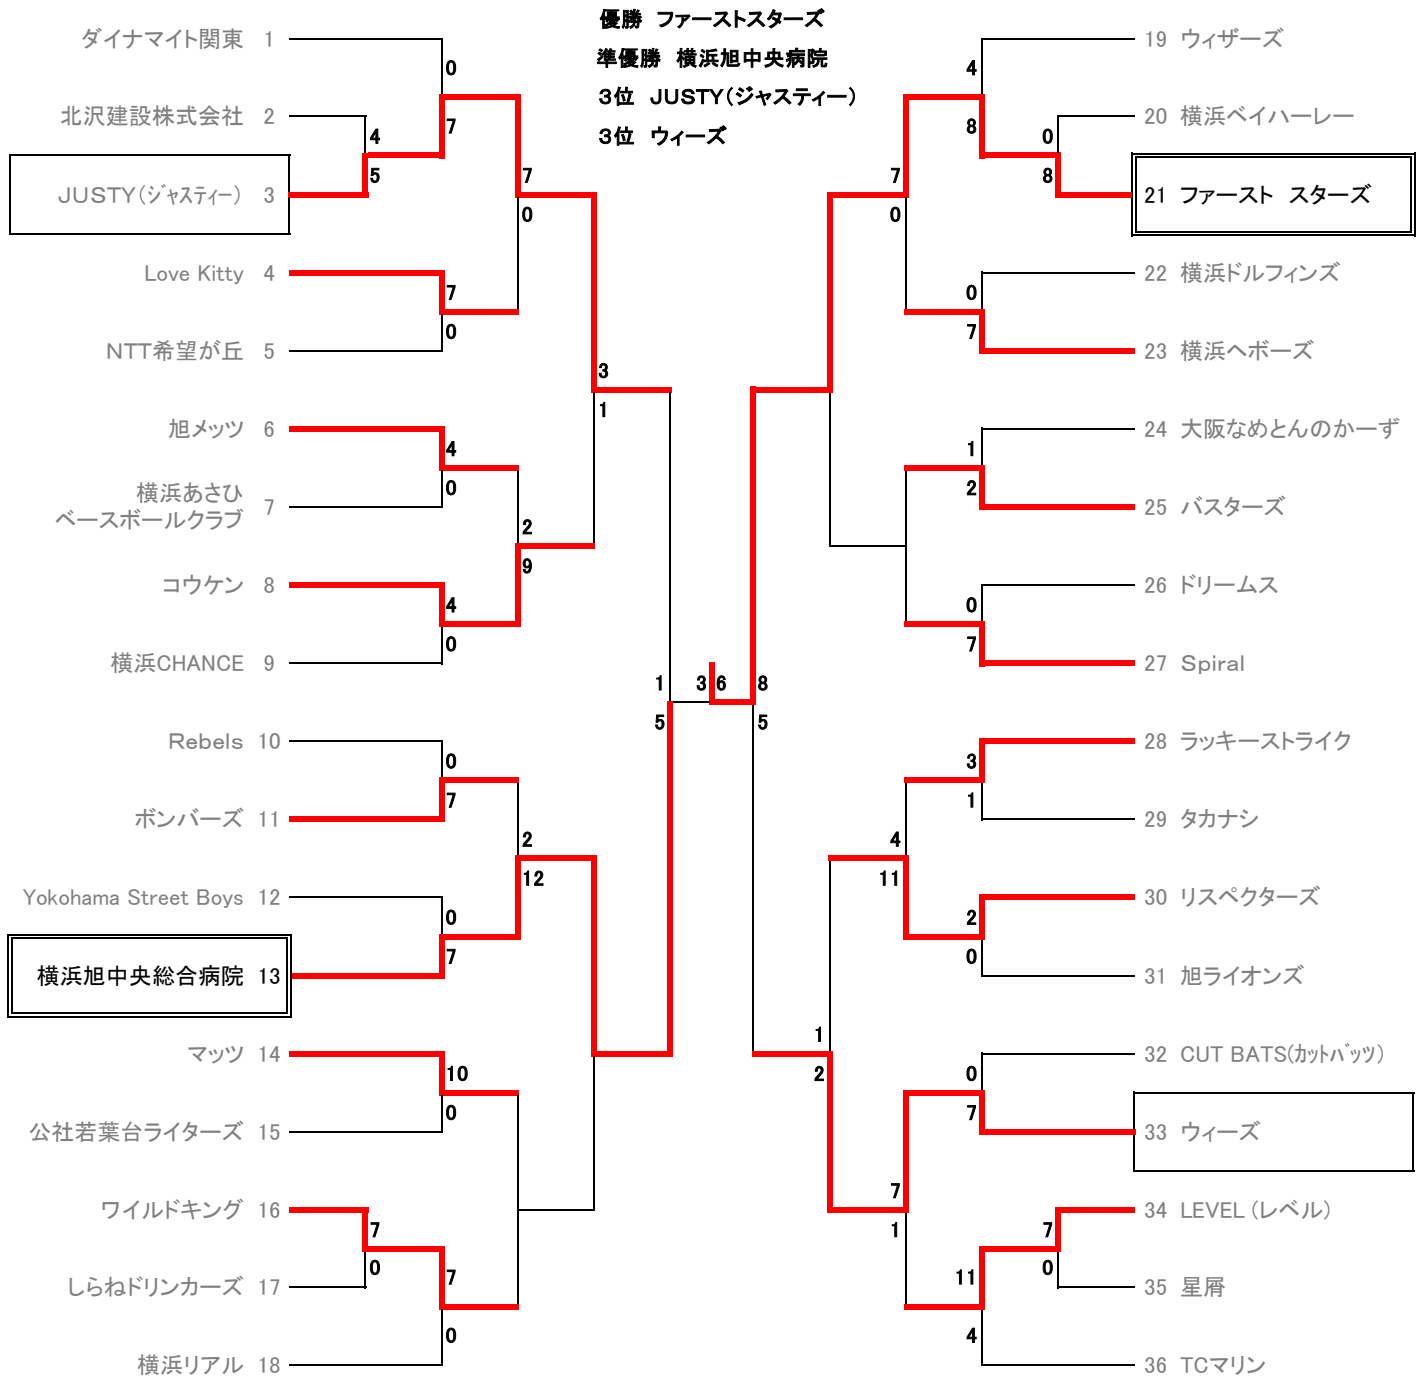 優勝 ファーストスターズ
準優勝 横浜旭中央病院
3位 JUSTY(ジャスティー)
3位 ウィーズ
ダイナマイト関東 1
0
北沢建設株式会社 2
4
7
5
JUSTY(ジャスティー) 3
7
0
Love Kitty 4
7
0
NTT希望が丘 5
3
1
旭メッツ 6
4
0
横浜あさひ
ベースボールクラブ 7
2
9
コウケン 8
4
0
横浜CHANCE 9
1
5
3 6
8
5
Rebels 10
0
7
ボンバーズ 11
2
12
Yokohama Street Boys 12
0
7
横浜旭中央総合病院 13
マッツ 14
10
0
公社若葉台ライターズ 15
ワイルドキング 16
7
0
しらねドリンカーズ 17
7
0
横浜リアル 18
19 ウィザーズ
4
8
20 横浜ベイハーレー
0
8
21 ファースト スターズ
7
0
22 横浜ドルフィンズ
0
7
23 横浜ヘボーズ
24 大阪なめとんのかーず
1
2
25 バスターズ
26 ドリームス
0
7
27 Spiral
28 ラッキーストライク
3
1
29 タカナシ
4
11
30 リスペクターズ
2
0
31 旭ライオンズ
1
2
32 CUT BATS(カットバッツ)
0
7
33 ウィーズ
7
1
34 LEVEL(レベル)
7
0
35 星屑
11
4
36 TCマリン